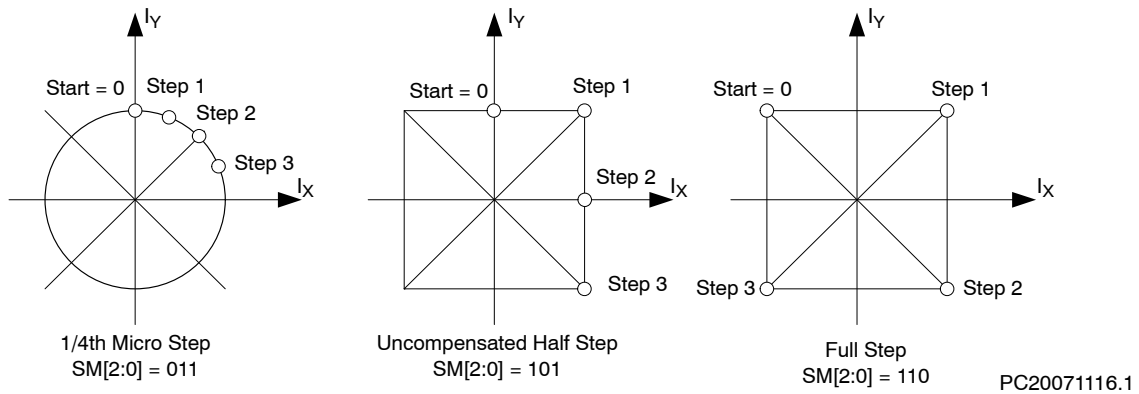 IY
Start = 0
Step 1
Step 2
Step 3
IX
1/4th Micro Step
SM[2:0] = 011
IY
Start = 0
Step 1
Step 2
IX
Step 3
Uncompensated Half Step
SM[2:0] = 101
IY
Start = 0
Step 1
IX
Step 3
Step 2
Full Step
SM[2:0] = 110
PC20071116.1